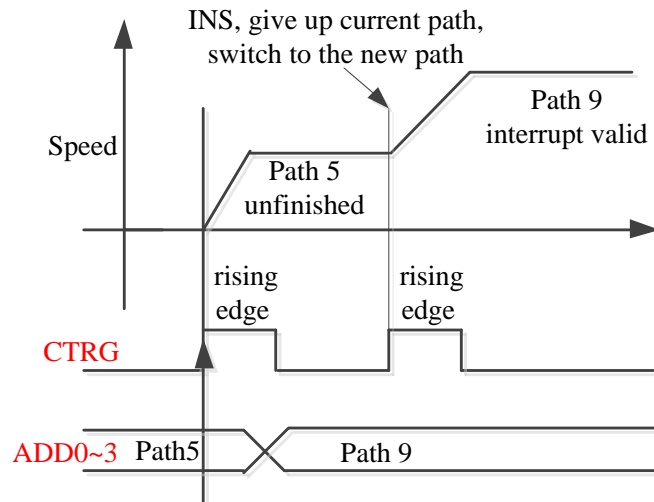 INS, give up current path,
switch to the new path
Path 9
interrupt valid
Speed
Path 5
unfinished
rising
edge
rising
edge
CTRG
ADD0~3
Path5
Path 9